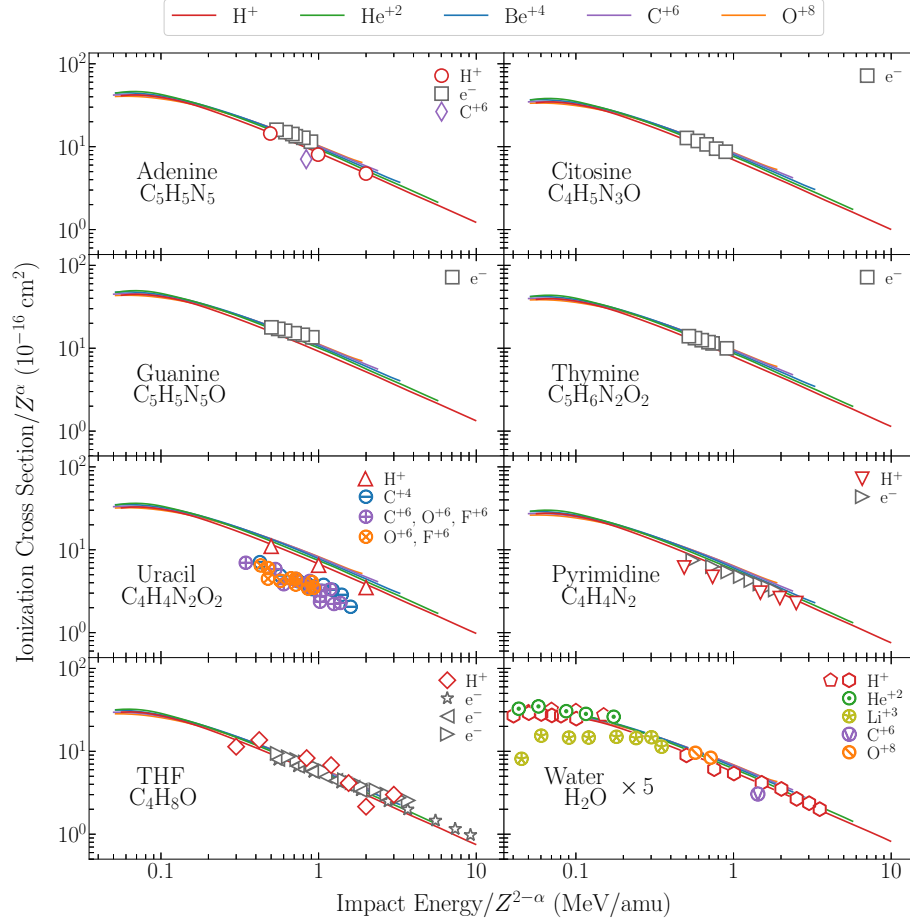 H⁺ He⁺² Be⁺⁴ C⁺⁶ O⁺⁸
Ionization Cross Section/Z^α (10⁻¹⁶ cm²)
10² 10¹ 10⁰
H⁺
e⁻
C⁺⁶
Adenine
C₅H₅N₅
e⁻
Citosine
C₄H₅N₃O
10² 10¹ 10⁰
e⁻
Guanine
C₅H₅N₅O
e⁻
Thymine
C₅H₆N₂O₂
10² 10¹ 10⁰
H⁺
C⁺⁴
C⁺⁶, O⁺⁶, F⁺⁶
O⁺⁶, F⁺⁶
Uracil
C₄H₄N₂O₂
H⁺
e⁻
Pyrimidine
C₄H₄N₂
10² 10¹ 10⁰
H⁺
e⁻
e⁻
e⁻
THF
C₄H₈O
H⁺
He⁺²
Li⁺³
C⁺⁶
O⁺⁸
Water × 5
H₂O
0.1 1 10 0.1 1 10
Impact Energy/Z^{2−α} (MeV/amu)